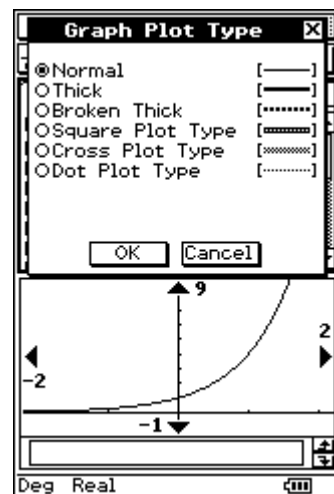 Graph Plot Type
Normal
Thick
Broken Thick
Square Plot Type
Cross Plot Type
Dot Plot Type
OK Cancel
9
2
-2
-1
Deg Real